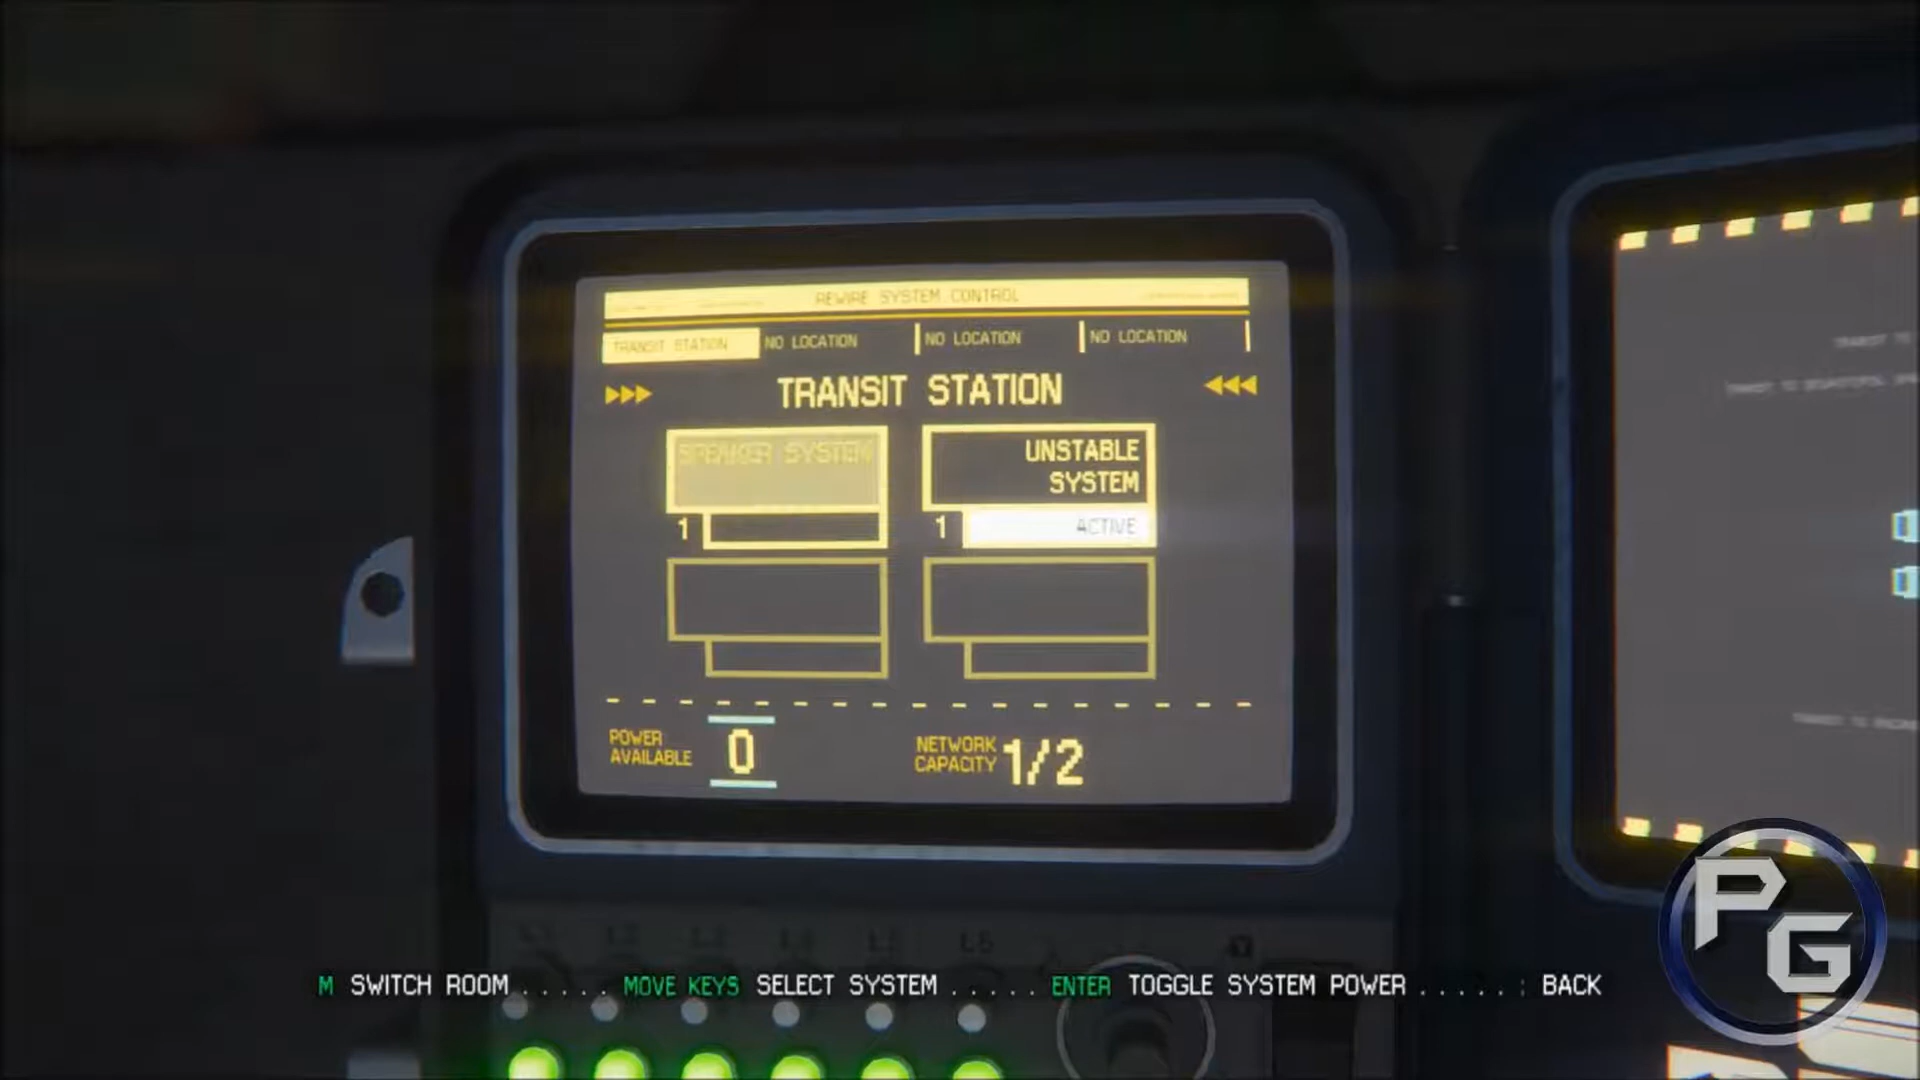 REWIRE SYSTEM CONTROL
TRANSIT STATION NO LOCATION NO LOCATION NO LOCATION
TRANSIT STATION
SPEAKER SYSTEM
UNSTABLE
SYSTEM
1
1 ACTIVE
POWER
AVAILABLE
0
NETWORK
CAPACITY
1/2
M SWITCH ROOM ..... MOVE KEYS SELECT SYSTEM ..... ENTER TOGGLE SYSTEM POWER ..... : BACK
PG